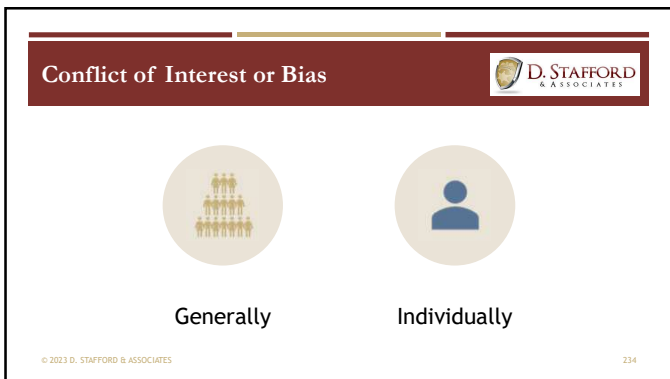 Conflict of Interest or Bias
D. STAFFORD
& ASSOCIATES
Generally
Individually
© 2023 D. STAFFORD & ASSOCIATES
234